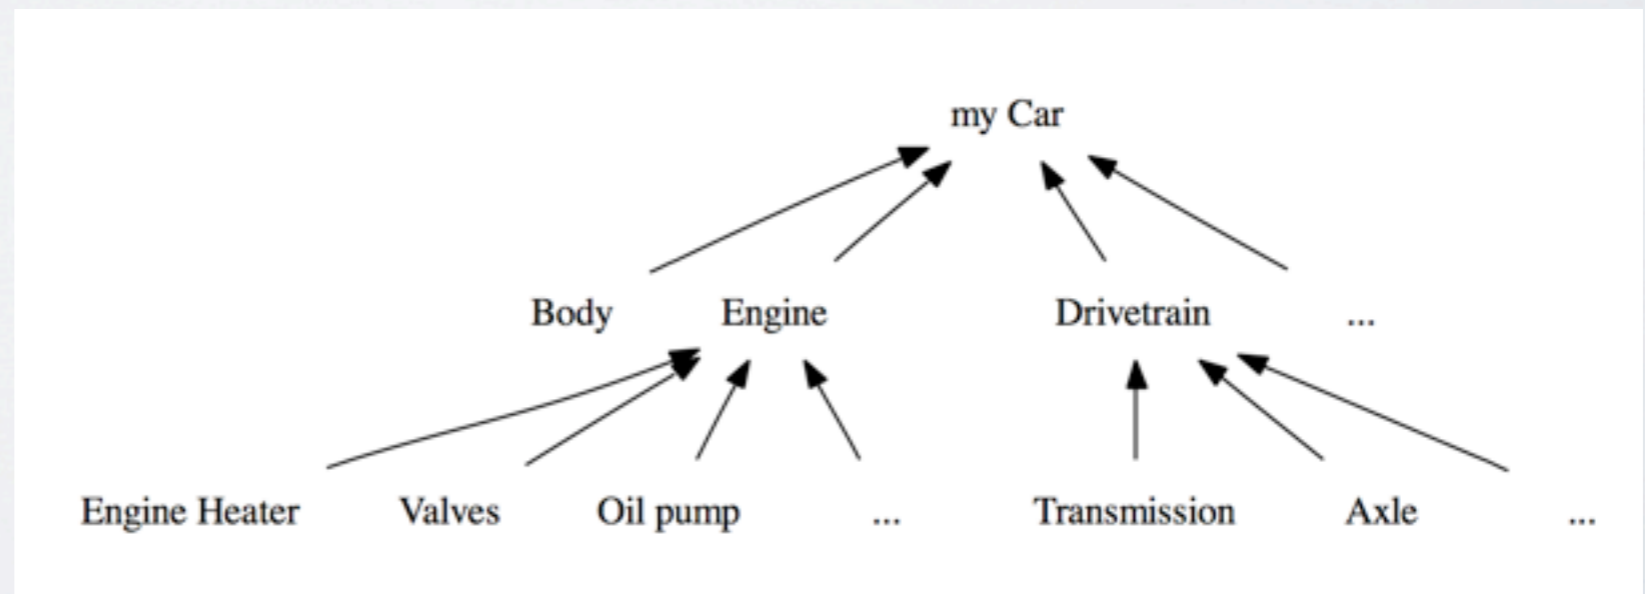 my Car
Body Engine Drivetrain ...
Engine Heater Valves Oil pump ... Transmission Axle ...